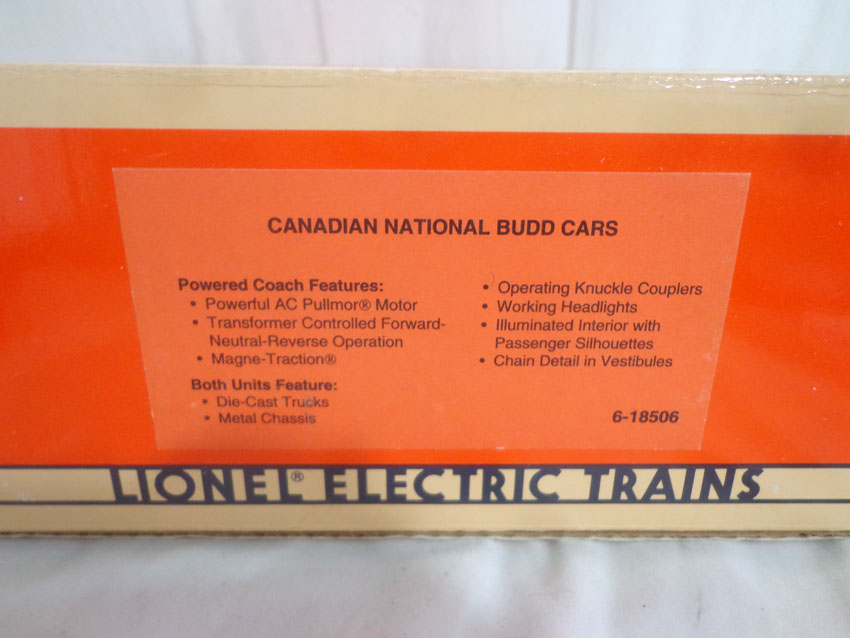 CANADIAN NATIONAL BUDD CARS
Powered Coach Features:
• Powerful AC Pullmor® Motor
• Transformer Controlled Forward-
Neutral-Reverse Operation
• Magne-Traction®
Both Units Feature:
• Die-Cast Trucks
• Metal Chassis
• Operating Knuckle Couplers
• Working Headlights
• Illuminated Interior with
Passenger Silhouettes
• Chain Detail in Vestibules
6-18506
LIONEL® ELECTRIC TRAINS